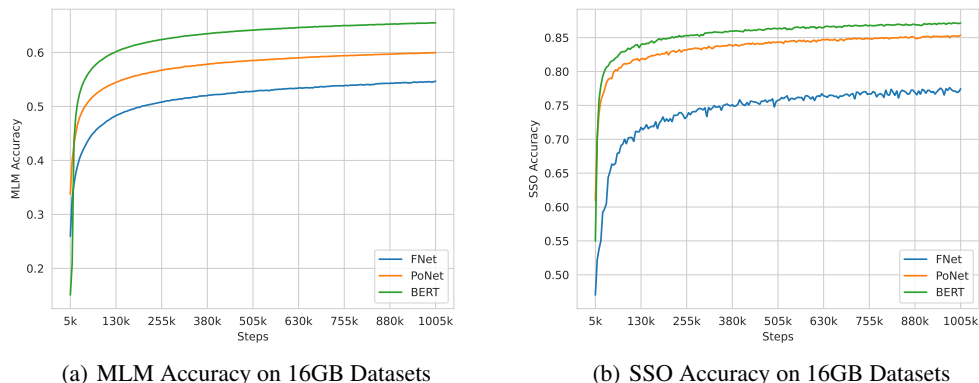 0.6
0.5
0.4
0.3
0.2
MLM Accuracy
5k 130k 255k 380k 505k 630k 755k 880k 1005k
Steps
FNet
PoNet
BERT
(a) MLM Accuracy on 16GB Datasets
0.85
0.80
0.75
0.70
0.65
0.60
0.55
0.50
SSO Accuracy
5k 130k 255k 380k 505k 630k 755k 880k 1005k
Steps
FNet
PoNet
BERT
(b) SSO Accuracy on 16GB Datasets